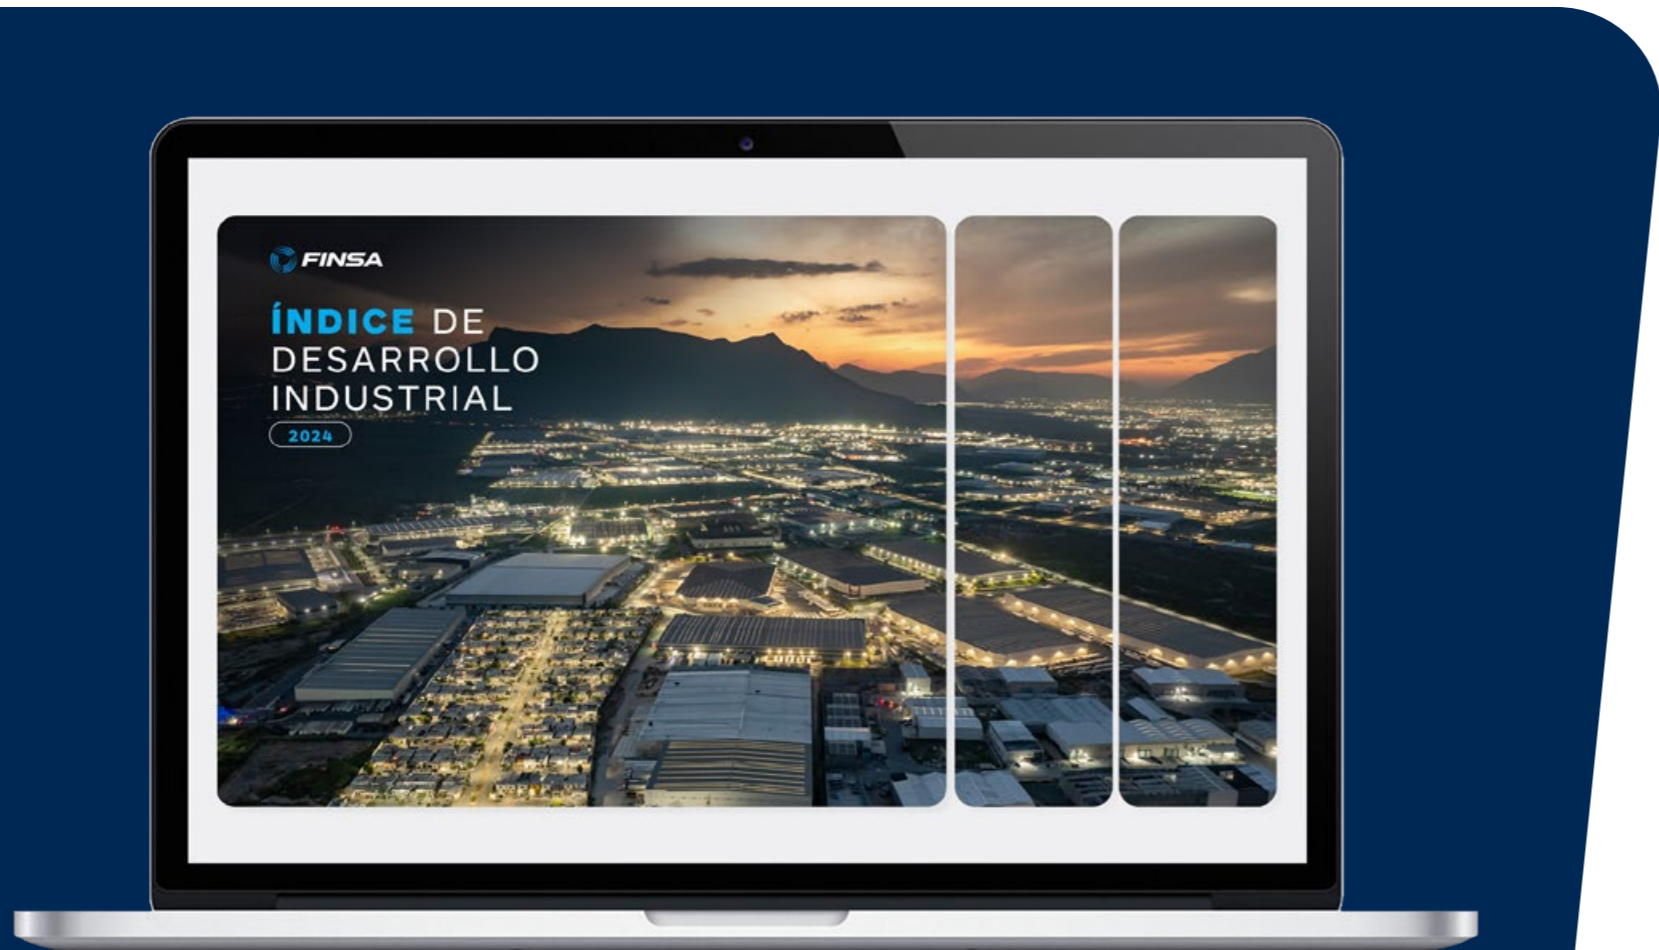 FINSA
ÍNDICE DE
DESARROLLO
INDUSTRIAL
2024